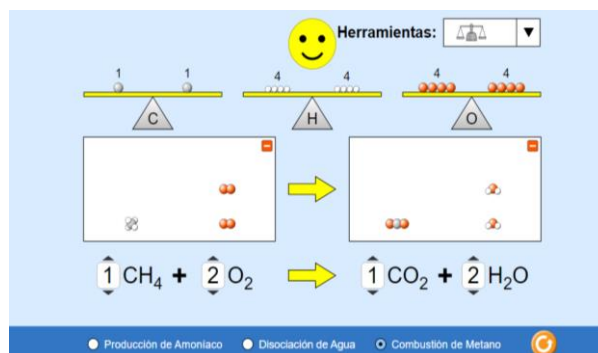 Herramientas:
1 1 4 4 4 4
C H O
1 CH₄ + 2 O₂ 1 CO₂ + 2 H₂O
Producción de Amoniaco Disociación de Agua Combustión de Metano